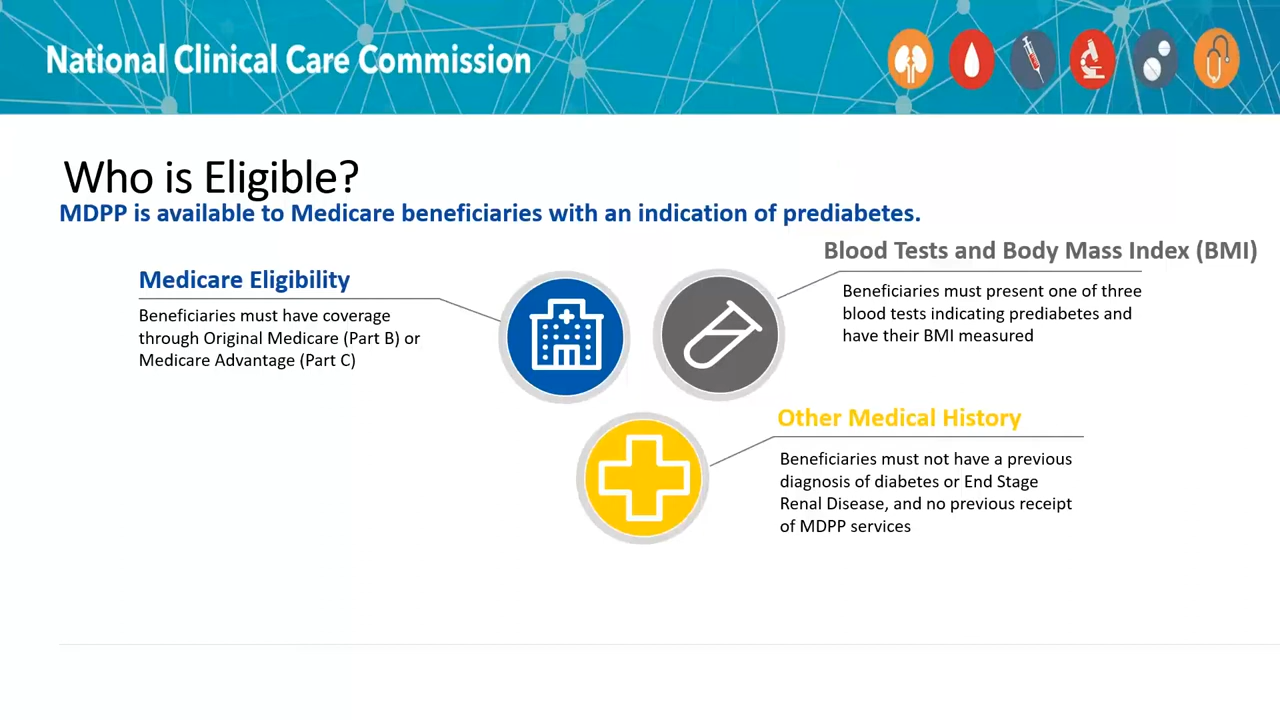 National Clinical Care Commission
Who is Eligible?
MDPP is available to Medicare beneficiaries with an indication of prediabetes.
Medicare Eligibility
Beneficiaries must have coverage
through Original Medicare (Part B) or
Medicare Advantage (Part C)
Blood Tests and Body Mass Index (BMI)
Beneficiaries must present one of three
blood tests indicating prediabetes and
have their BMI measured
Other Medical History
Beneficiaries must not have a previous
diagnosis of diabetes or End Stage
Renal Disease, and no previous receipt
of MDPP services